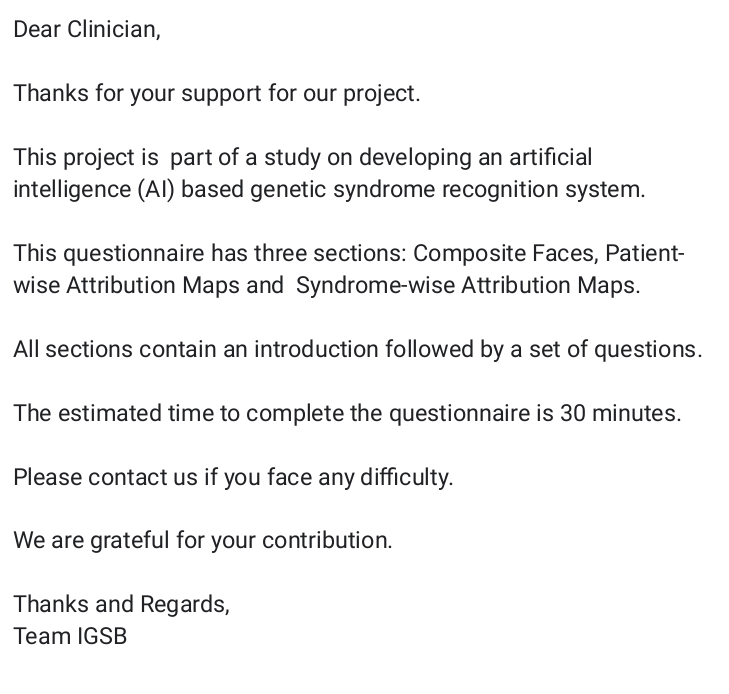 Dear Clinician,
Thanks for your support for our project.
This project is  part of a study on developing an artificial
intelligence (AI) based genetic syndrome recognition system.
This questionnaire has three sections: Composite Faces, Patient-
wise Attribution Maps and  Syndrome-wise Attribution Maps.
All sections contain an introduction followed by a set of questions.
The estimated time to complete the questionnaire is 30 minutes.
Please contact us if you face any difficulty.
We are grateful for your contribution.
Thanks and Regards,
Team IGSB